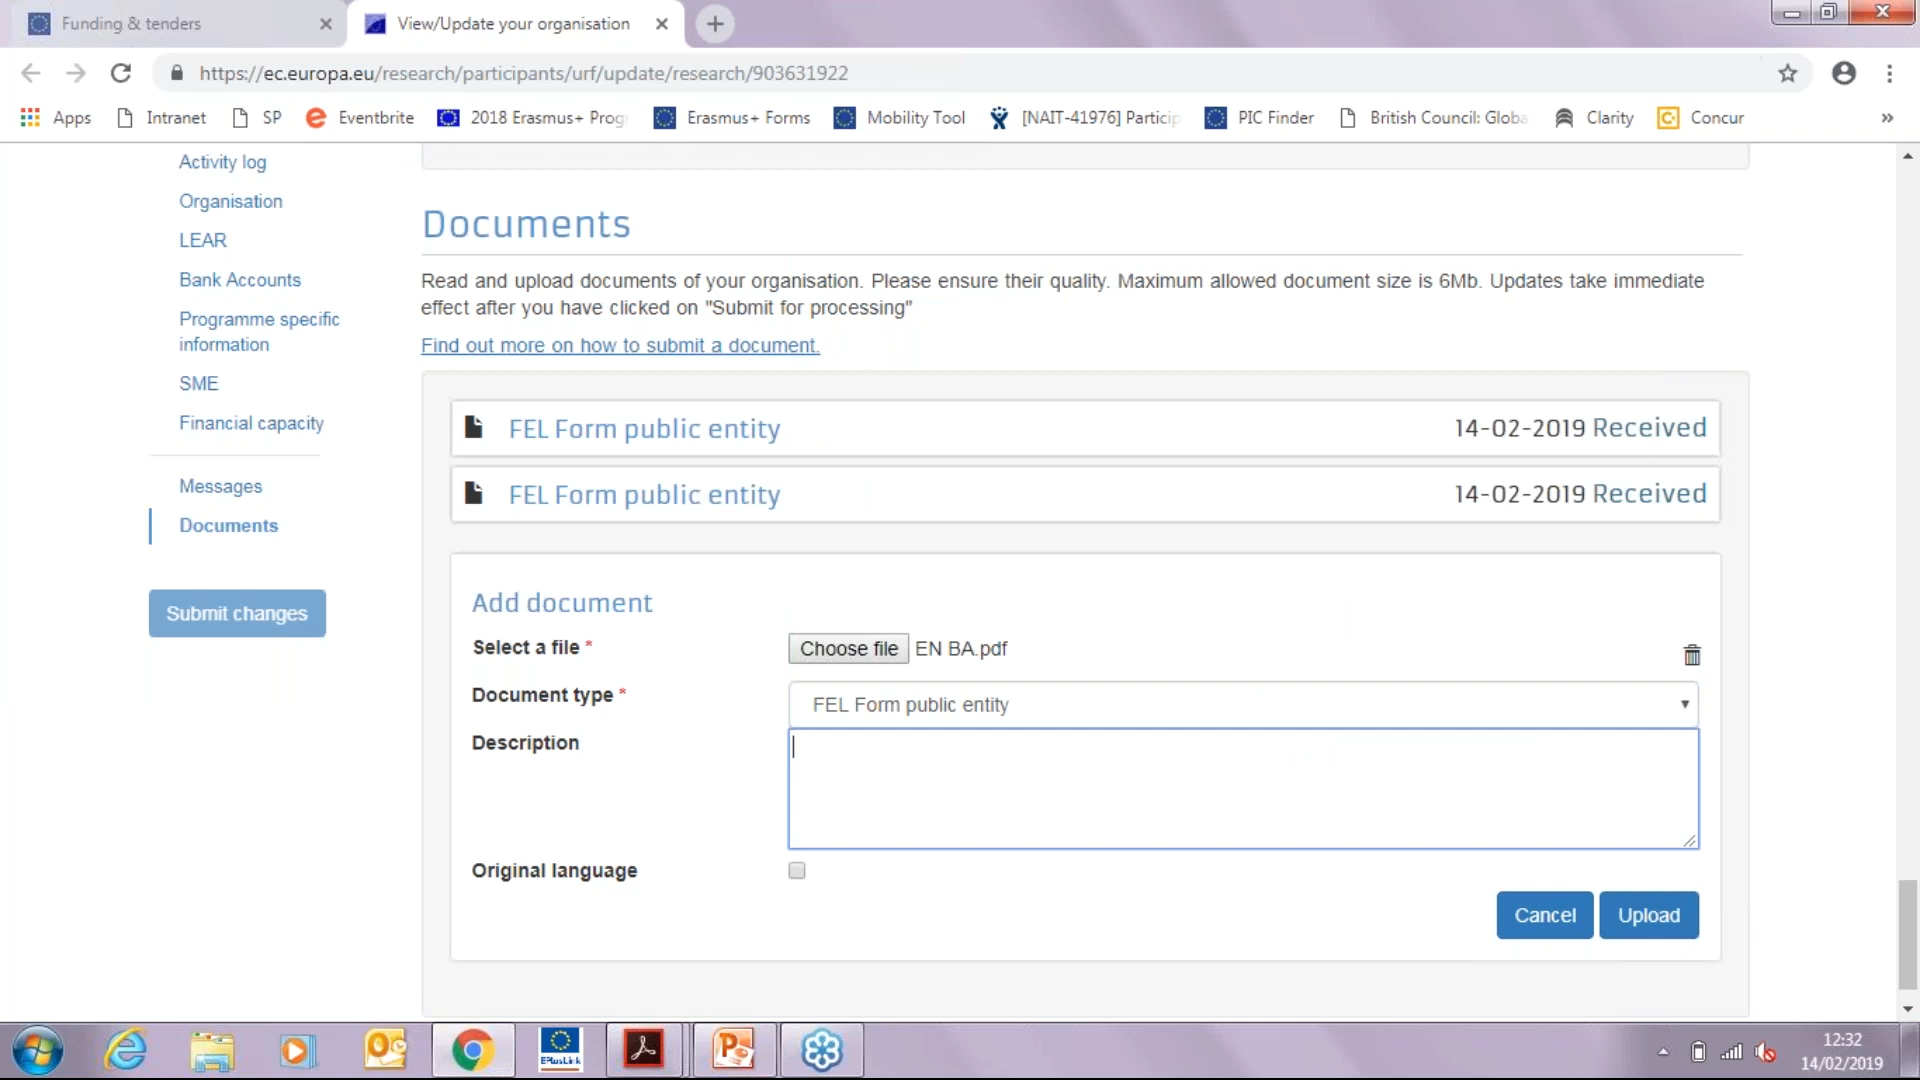 Funding & tenders
View/Update your organisation
https://ec.europa.eu/research/participants/urf/update/research/903631922
Apps
Intranet
SP
Eventbrite
2018 Erasmus+ Prog
Erasmus+ Forms
Mobility Tool
[NAIT-41976] Particip
PIC Finder
British Council: Globa
Clarity
Concur
Activity log
Organisation
LEAR
Bank Accounts
Programme specific
information
SME
Financial capacity
Messages
Documents
Submit changes
Documents
Read and upload documents of your organisation. Please ensure their quality. Maximum allowed document size is 6Mb. Updates take immediate
effect after you have clicked on "Submit for processing"
Find out more on how to submit a document.
FEL Form public entity 14-02-2019 Received
FEL Form public entity 14-02-2019 Received
Add document
Select a file * Choose file EN BA.pdf
Document type * FEL Form public entity
Description
Original language
Cancel Upload
EPlusLink
12:32
14/02/2019